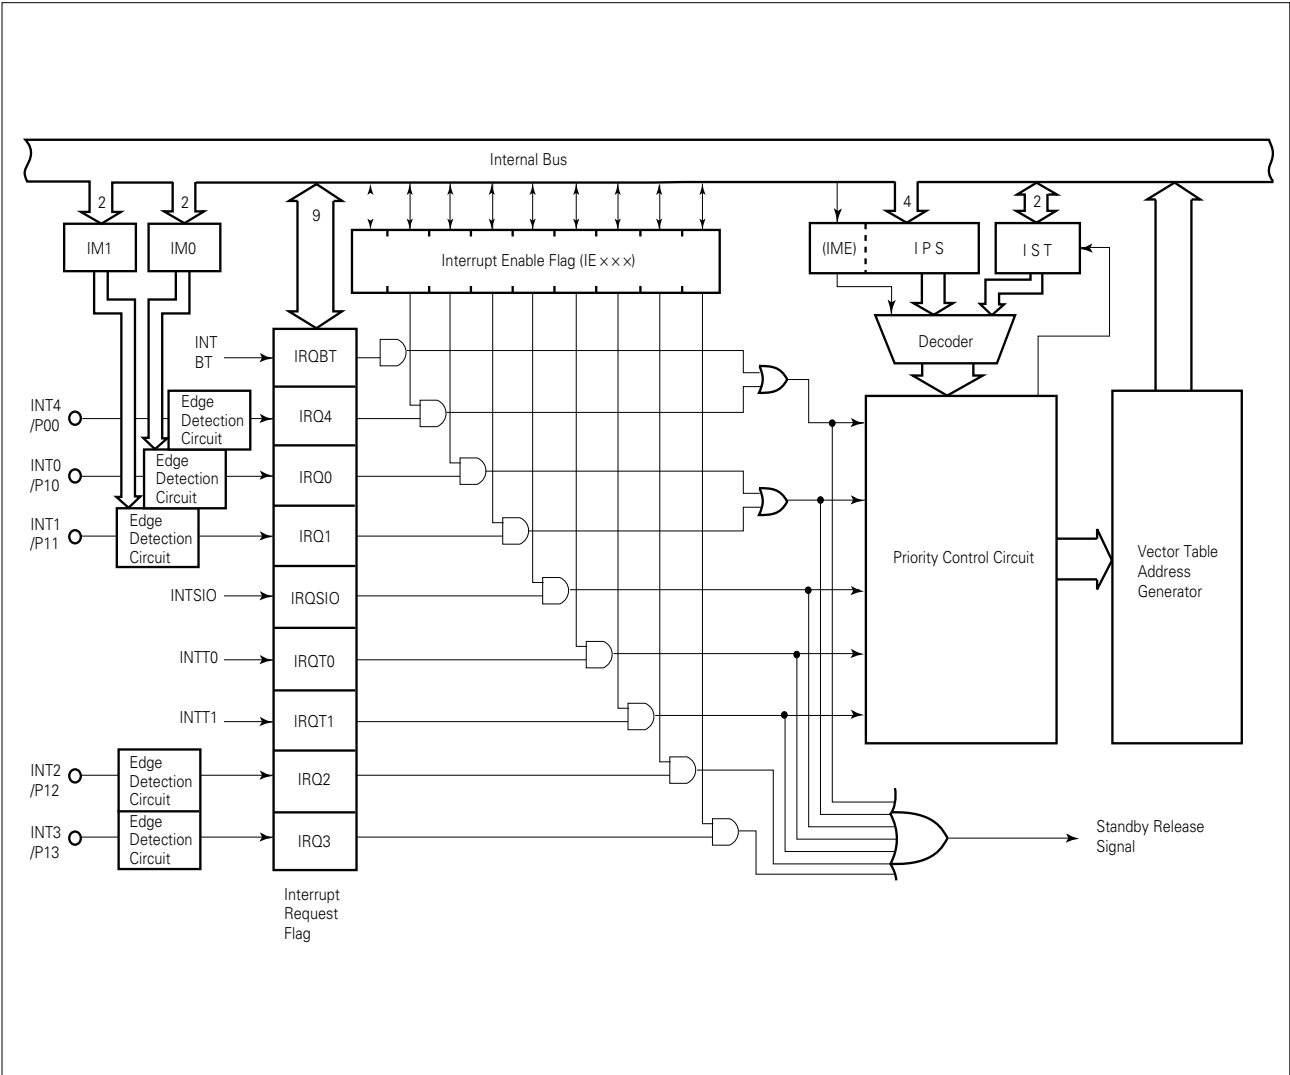 Internal Bus
2
2
9
4
2
IM1
IM0
Interrupt Enable Flag (IE×××)
(IME)
I P S
I S T
Decoder
INT
BT
IRQBT
INT4
/P00
Edge
Detection
Circuit
IRQ4
INT0
/P10
Edge
Detection
Circuit
IRQ0
INT1
/P11
Edge
Detection
Circuit
IRQ1
INTSIO
IRQSIO
INTT0
IRQT0
INTT1
IRQT1
INT2
/P12
Edge
Detection
Circuit
IRQ2
INT3
/P13
Edge
Detection
Circuit
IRQ3
Interrupt
Request
Flag
Priority Control Circuit
Vector Table
Address
Generator
Standby Release
Signal